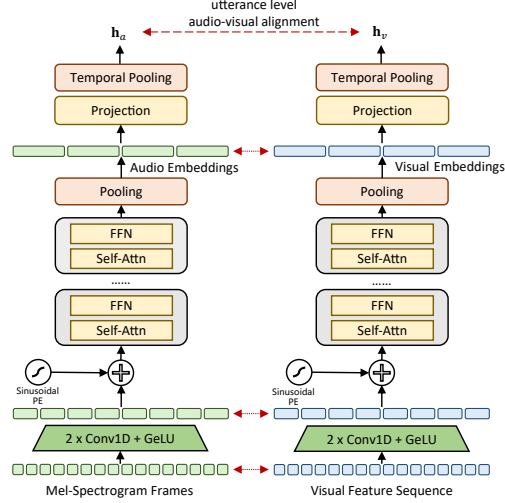 utterance level
audio-visual alignment
h_a
h_v
Temporal Pooling
Temporal Pooling
Projection
Projection
Audio Embeddings
Visual Embeddings
Pooling
Pooling
FFN
FFN
Self-Attn
Self-Attn
......
......
FFN
FFN
Self-Attn
Self-Attn
Sinusoidal
PE
Sinusoidal
PE
2 x Conv1D + GeLU
2 x Conv1D + GeLU
Mel-Spectrogram Frames
Visual Feature Sequence